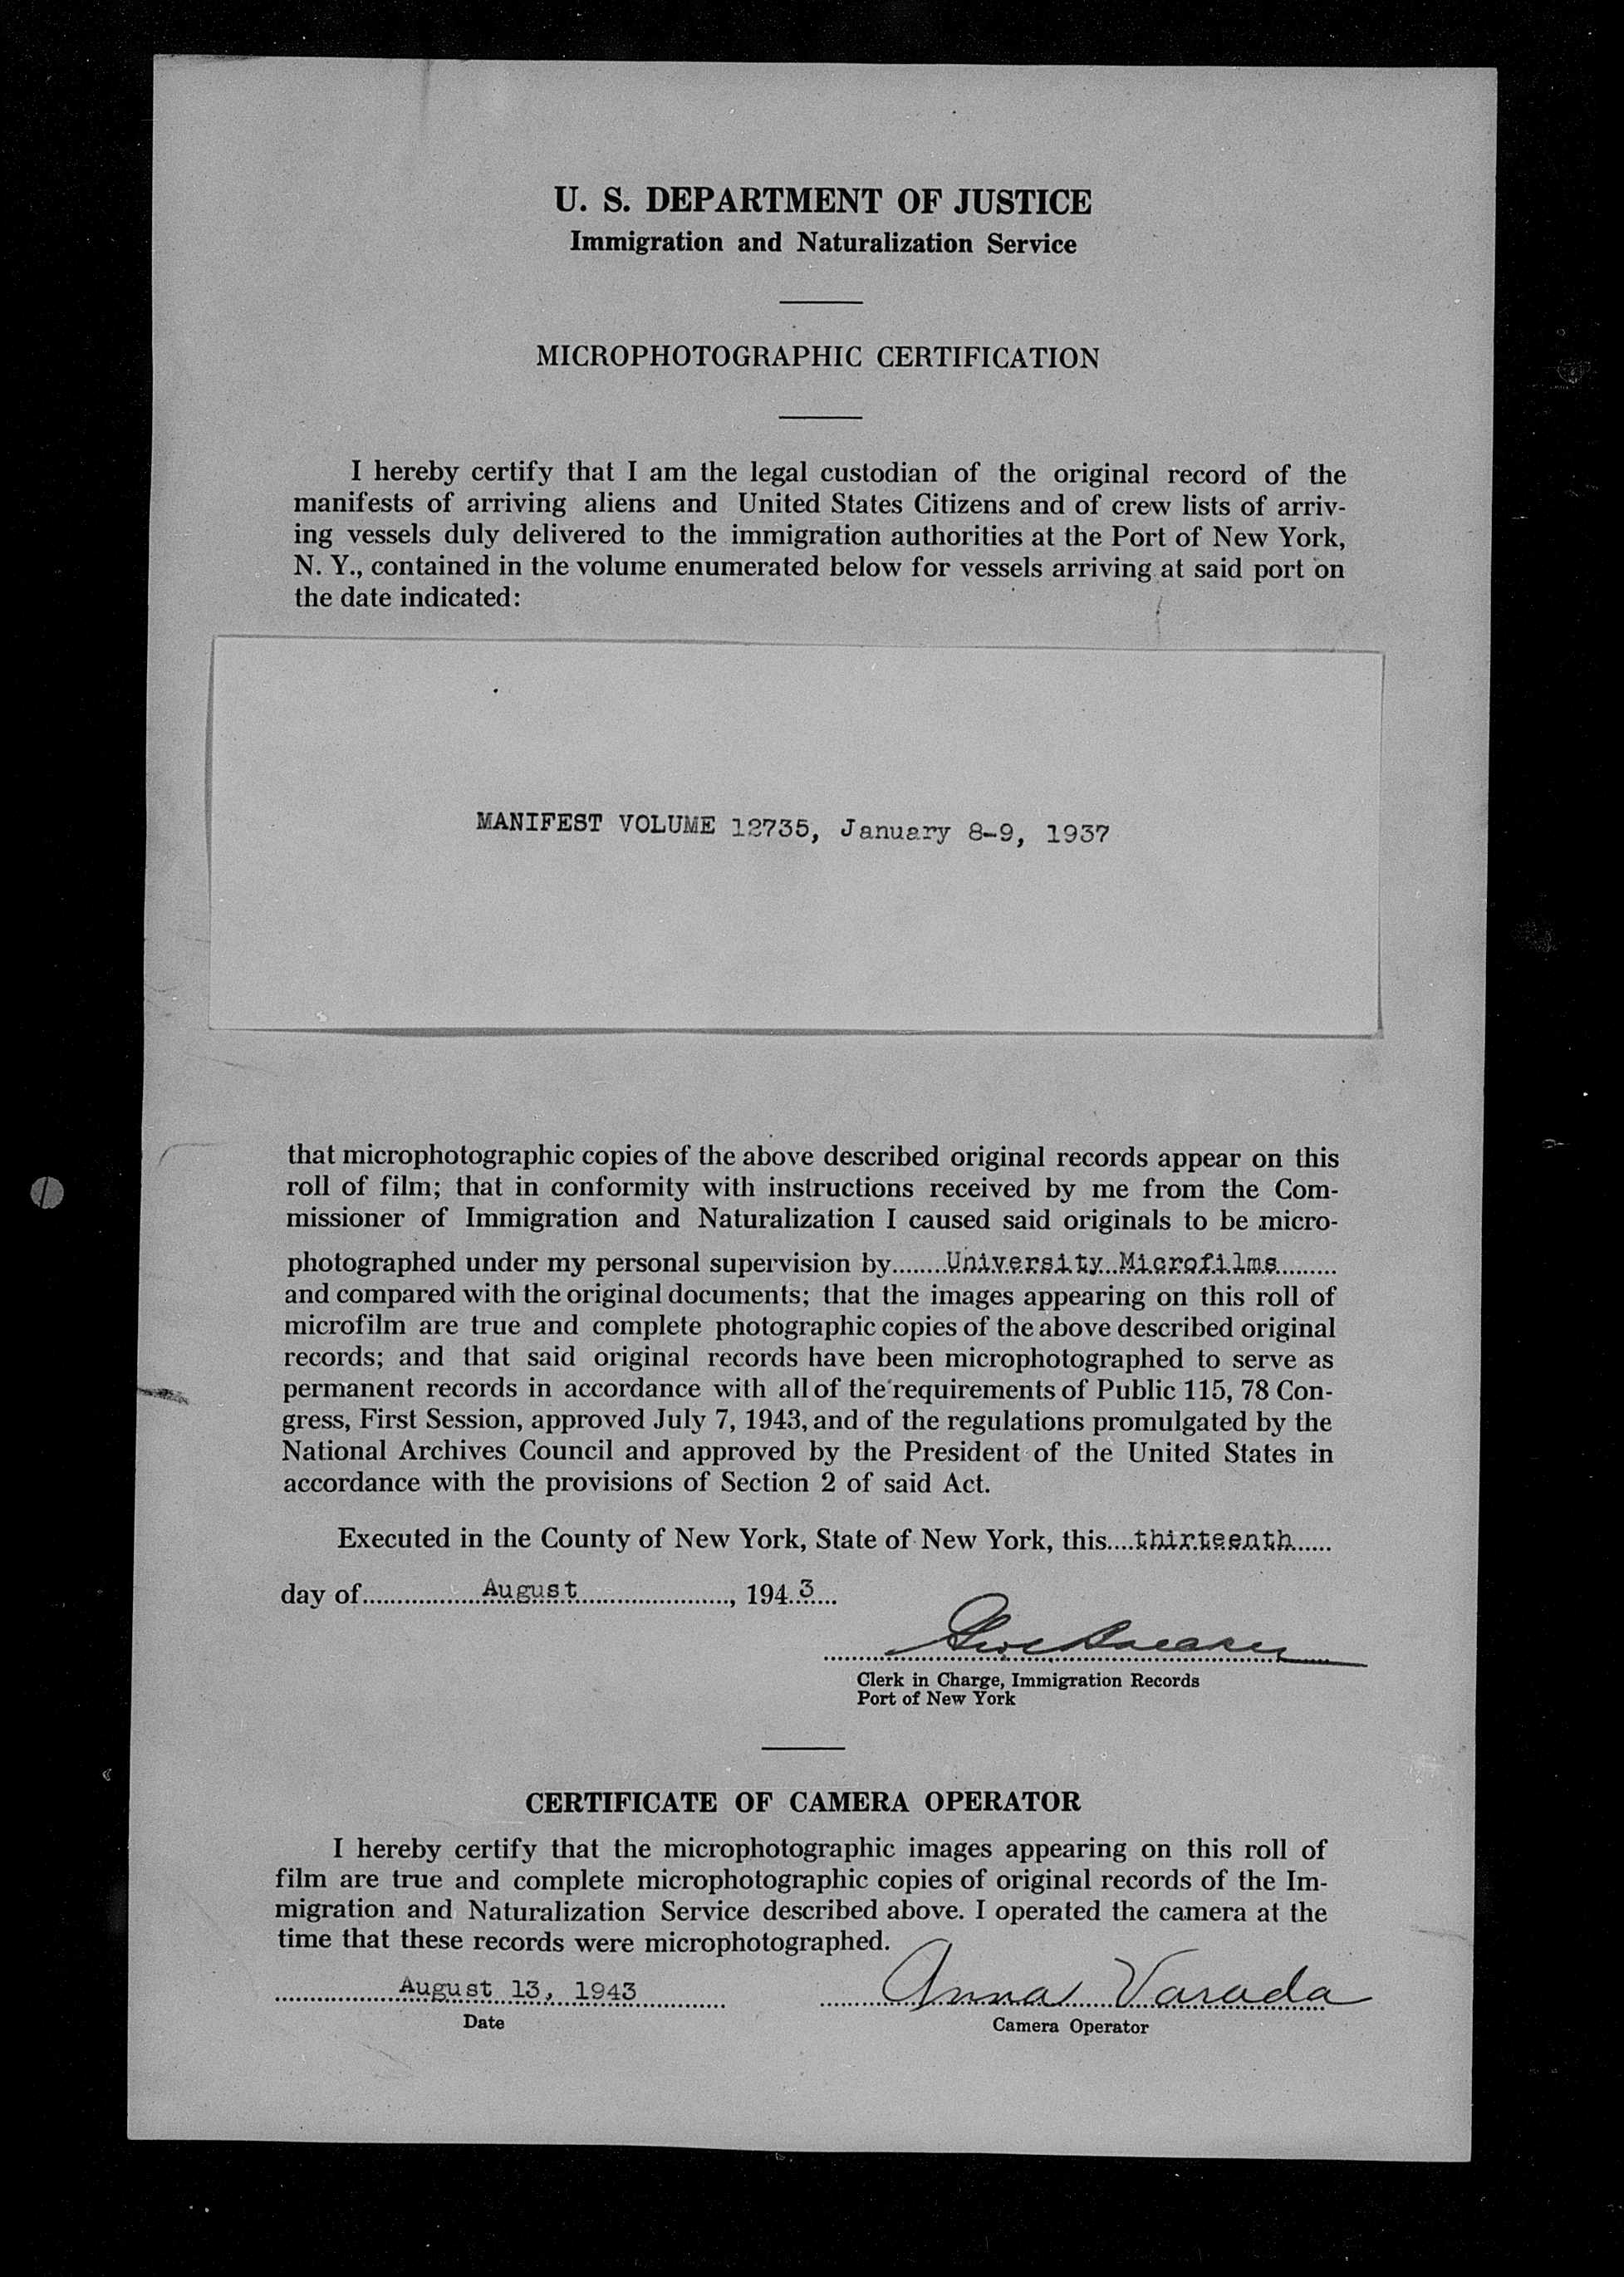 U. S. DEPARTMENT OF JUSTICE
Immigration and Naturalization Service
MICROPHOTOGRAPHIC CERTIFICATION
I hereby certify that I am the legal custodian of the original record of the
manifests of arriving aliens and United States Citizens and of crew lists of arriv-
ing vessels duly delivered to the immigration authorities at the Port of New York,
N. Y., contained in the volume enumerated below for vessels arriving at said port on
the date indicated:
MANIFEST VOLUME 12735, January 8-9, 1937
that microphotographic copies of the above described original records appear on this
roll of film; that in conformity with instructions received by me from the Com-
missioner of Immigration and Naturalization I caused said originals to be micro-
photographed under my personal supervision by........University Microfilms.........
and compared with the original documents; that the images appearing on this roll of
microfilm are true and complete photographic copies of the above described original
records; and that said original records have been microphotographed to serve as
permanent records in accordance with all of the requirements of Public 115, 78 Con-
gress, First Session, approved July 7, 1943, and of the regulations promulgated by the
National Archives Council and approved by the President of the United States in
accordance with the provisions of Section 2 of said Act.
Executed in the County of New York, State of New York, this....thirteenth......
day of..................August......................., 194..3....
Clerk in Charge, Immigration Records
Port of New York
CERTIFICATE OF CAMERA OPERATOR
I hereby certify that the microphotographic images appearing on this roll of
film are true and complete microphotographic copies of original records of the Im-
migration and Naturalization Service described above. I operated the camera at the
time that these records were microphotographed.
August 13, 1943 Anna Varada
Date Camera Operator